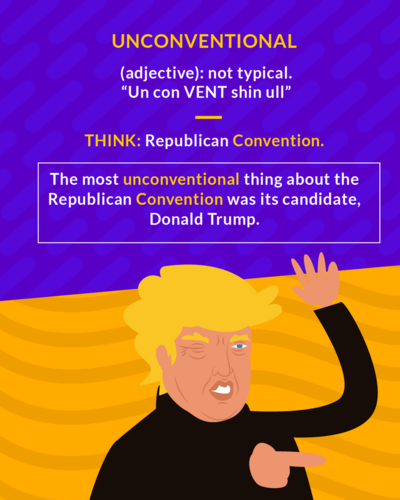 UNCONVENTIONAL
(adjective): not typical.
“Un con VENT shin ull”
THINK: Republican Convention.
The most unconventional thing about the
Republican Convention was its candidate,
Donald Trump.